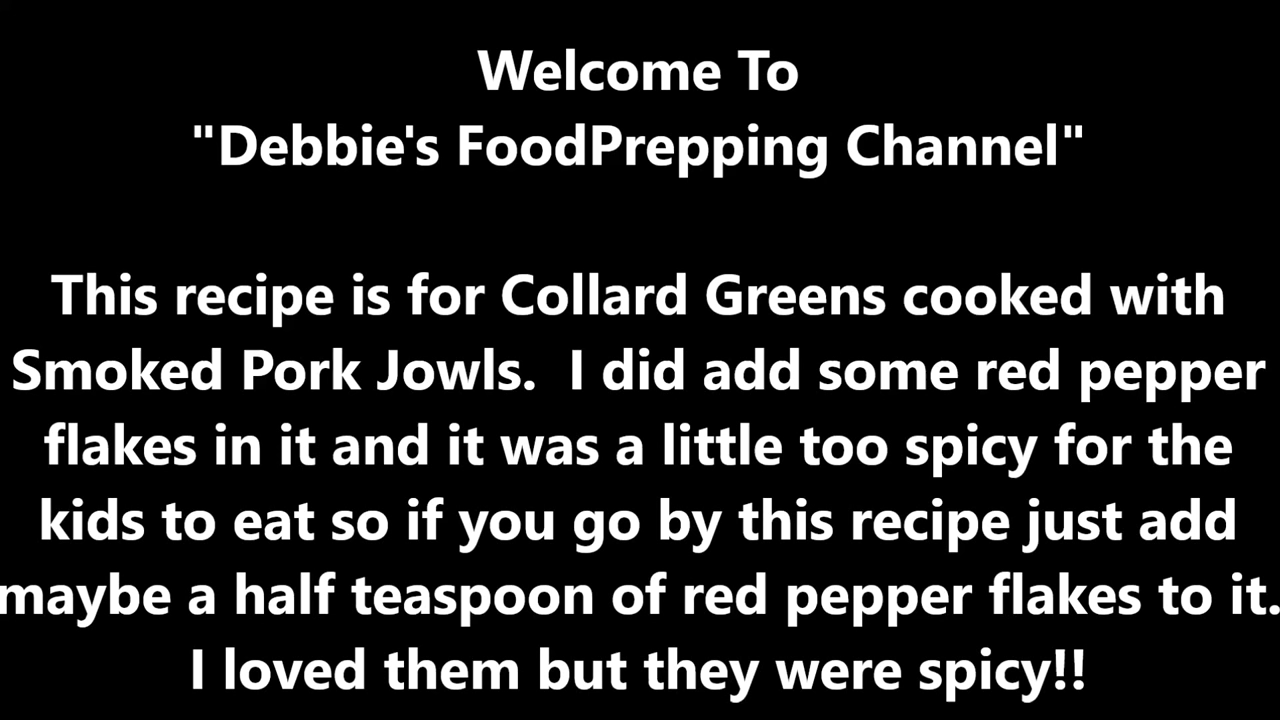 Welcome To
"Debbie's FoodPrepping Channel"
This recipe is for Collard Greens cooked with
Smoked Pork Jowls.  I did add some red pepper
flakes in it and it was a little too spicy for the
kids to eat so if you go by this recipe just add
maybe a half teaspoon of red pepper flakes to it.
I loved them but they were spicy!!